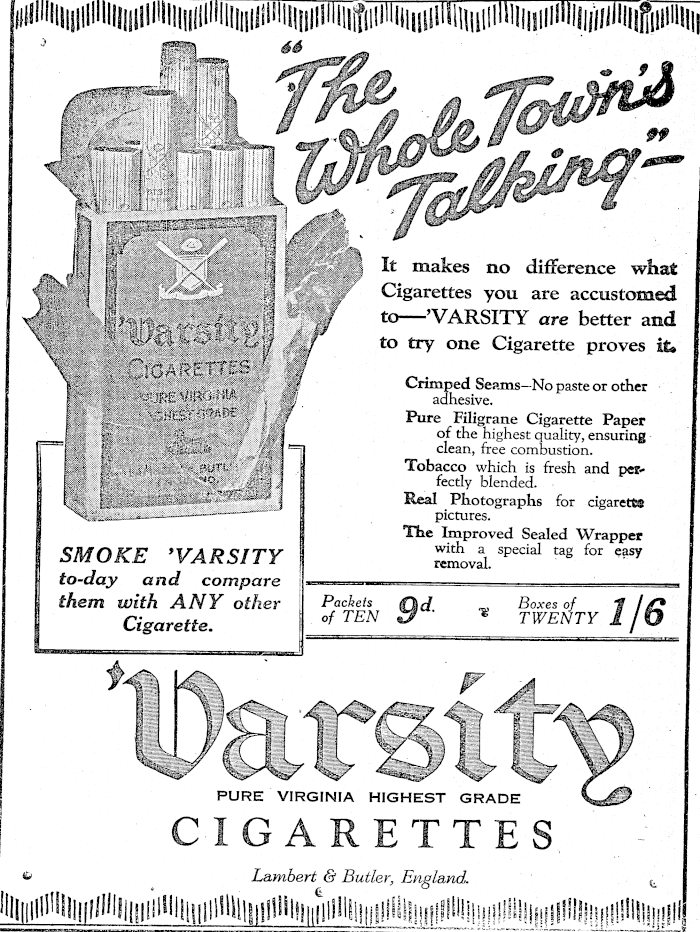 "The
Whole Town's
Talking"—
It makes no difference what
Cigarettes you are accustomed
to—'VARSITY are better and
to try one Cigarette proves it.
Crimped Seams—No paste or other
adhesive.
Pure Filigrane Cigarette Paper
of the highest quality, ensuring
clean, free combustion.
Tobacco which is fresh and per-
fectly blended.
Real Photographs for cigarette
pictures.
The Improved Sealed Wrapper
with a special tag for easy
removal.
'Varsity
CIGARETTES
PURE VIRGINIA
HIGHEST GRADE
SMOKE 'VARSITY
to-day and compare
them with ANY other
Cigarette.
Packets
of TEN 9d.
Boxes of
TWENTY 1/6
'Varsity
PURE VIRGINIA HIGHEST GRADE
CIGARETTES
Lambert & Butler, England.